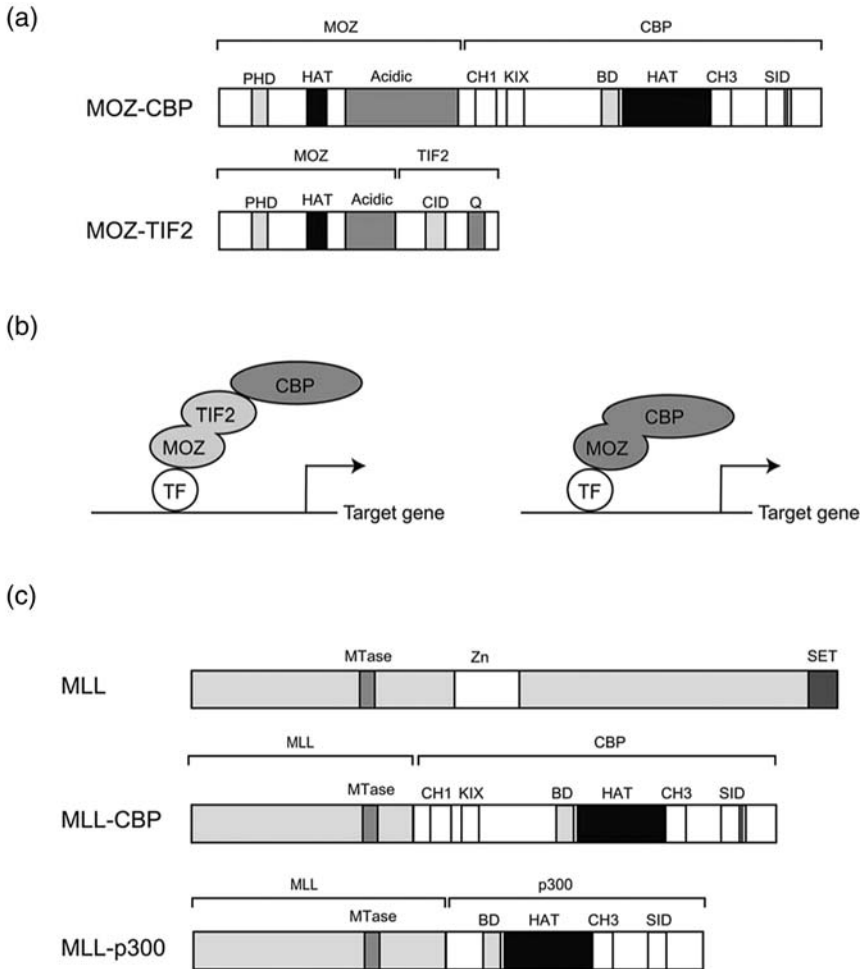 (a)
MOZ CBP
PHD HAT Acidic CH1 KIX BD HAT CH3 SID
MOZ-CBP
MOZ TIF2
PHD HAT Acidic CID Q
MOZ-TIF2
(b)
CBP
TIF2
MOZ
TF
Target gene
CBP
MOZ
TF
Target gene
(c)
MTase Zn SET
MLL
MLL CBP
MTase CH1 KIX BD HAT CH3 SID
MLL-CBP
MLL p300
MTase BD HAT CH3 SID
MLL-p300